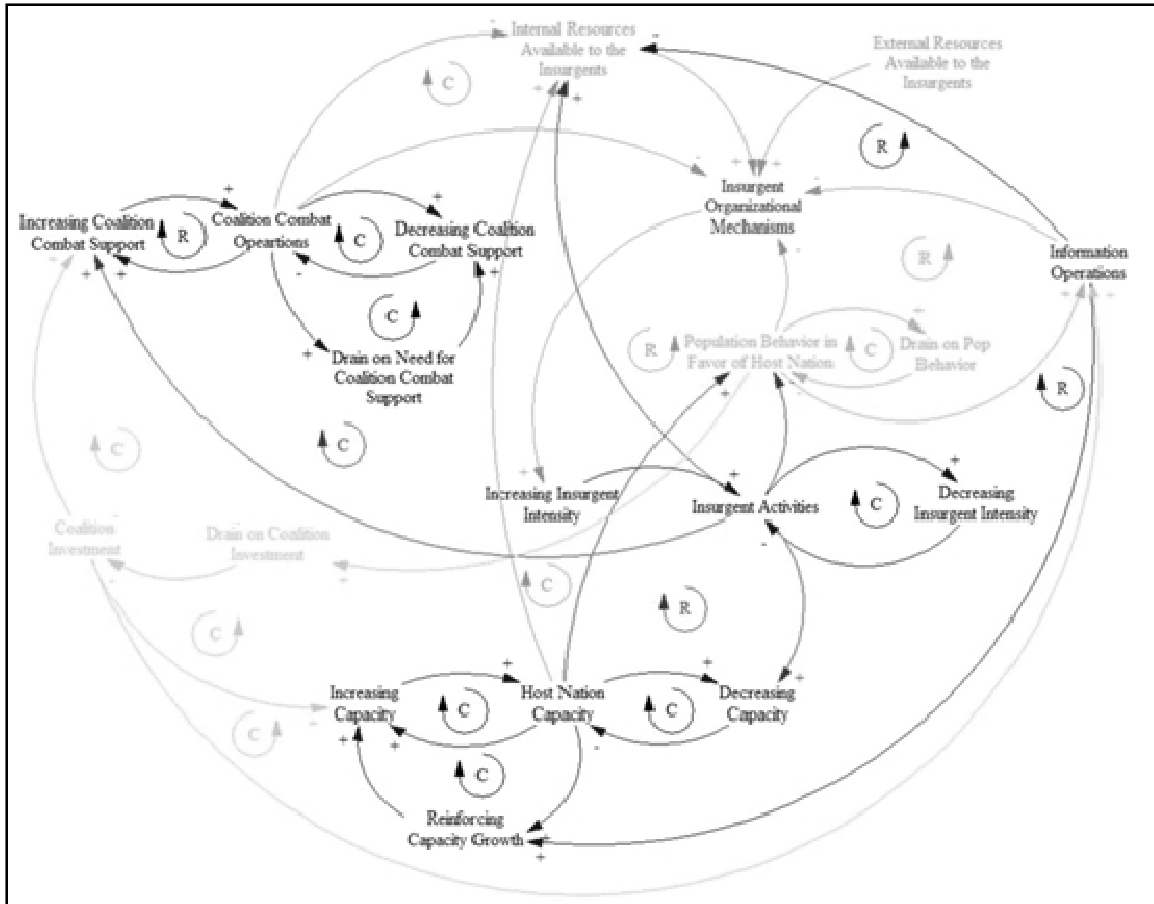 Internal Resources
Available to the
Insurgents
External Resources
Available to the
Insurgents
C
R
Insurgent
Organizational
Mechanisms
Increasing Coalition
Combat Support
R
Coalition Combat
Opeartions
C
Decreasing Coalition
Combat Support
Information
Operations
R
C
Drain on Need for
Coalition Combat
Support
R
Population Behavior in
Favor of Host Nation
C
Drain on Pop
Behavior
R
C
C
Increasing Insurgent
Intensity
Insurgent Activities
C
Decreasing
Insurgent Intensity
Coalition
Investment
Drain on Coalition
Investment
C
R
C
Increasing
Capacity
C
Host Nation
Capacity
C
Decreasing
Capacity
C
C
Reinforcing
Capacity Growth